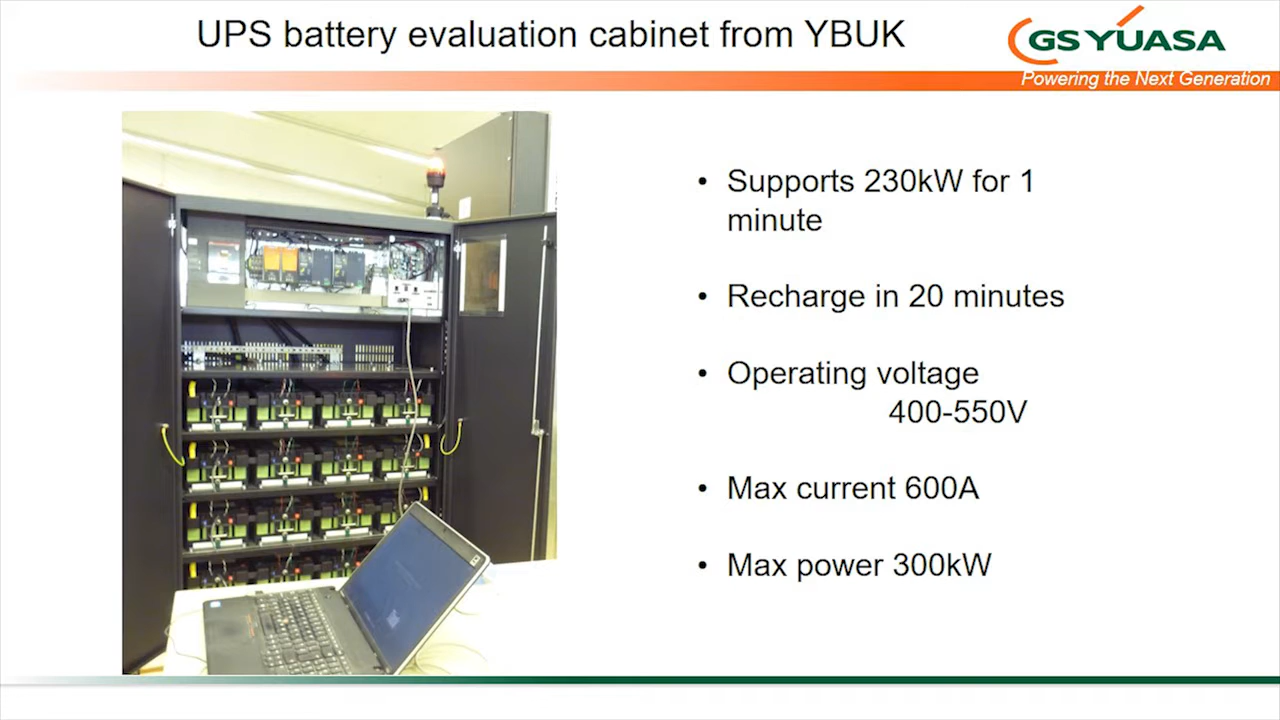 UPS battery evaluation cabinet from YBUK
GS YUASA
Powering the Next Generation
• Supports 230kW for 1
minute
• Recharge in 20 minutes
• Operating voltage
400-550V
• Max current 600A
• Max power 300kW